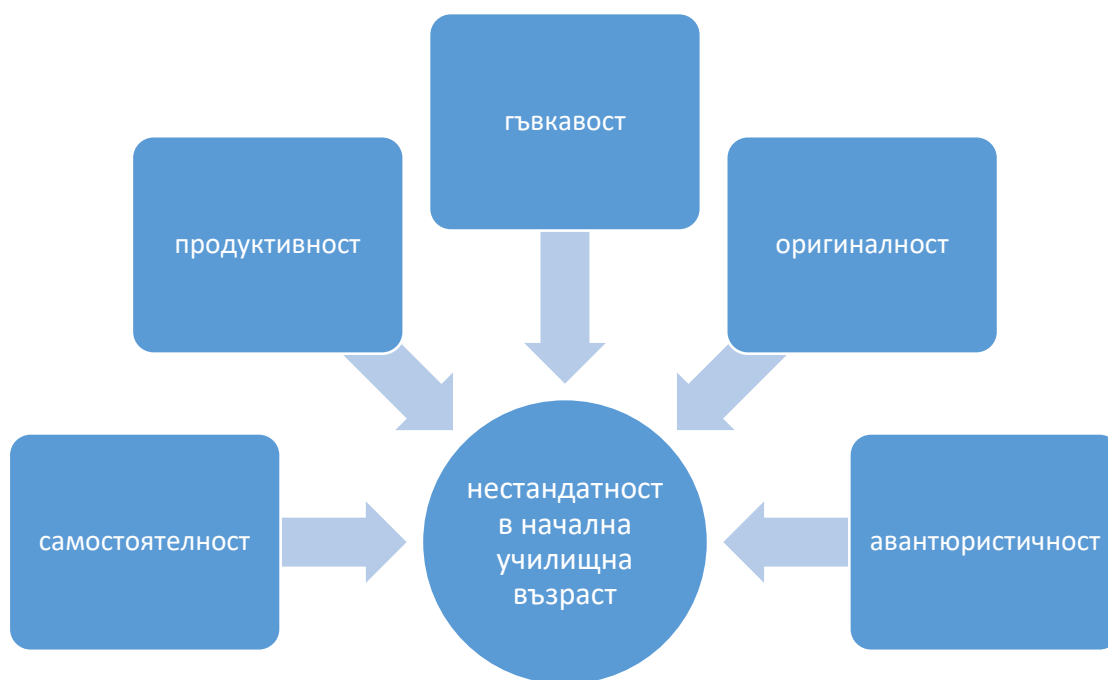 гъвкавост
продуктивност
оригиналност
самостоятелност
нестандатност
в начална
училищна
възраст
авантюристичност